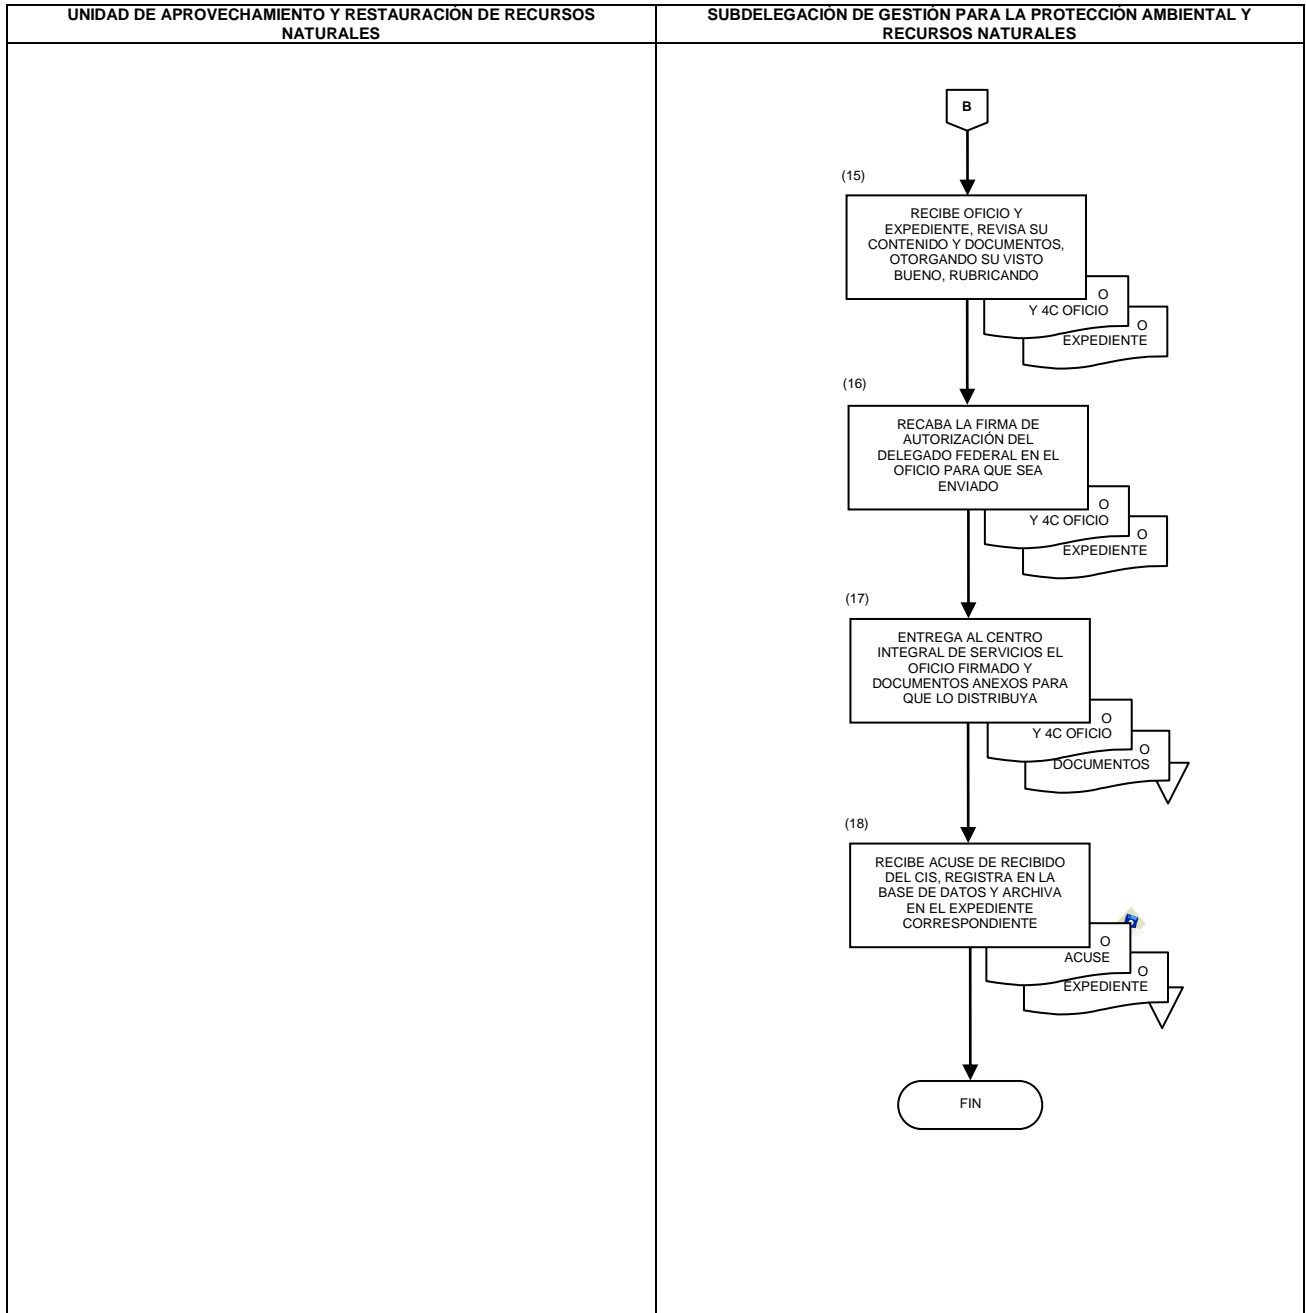 UNIDAD DE APROVECHAMIENTO Y RESTAURACIÓN DE RECURSOS
NATURALES
SUBDELEGACIÓN DE GESTIÓN PARA LA PROTECCIÓN AMBIENTAL Y
RECURSOS NATURALES
B
(15)
RECIBE OFICIO Y
EXPEDIENTE, REVISA SU
CONTENIDO Y DOCUMENTOS,
OTORGANDO SU VISTO
BUENO, RUBRICANDO
O
Y 4C OFICIO
O
EXPEDIENTE
(16)
RECABA LA FIRMA DE
AUTORIZACIÓN DEL
DELEGADO FEDERAL EN EL
OFICIO PARA QUE SEA
ENVIADO
O
Y 4C OFICIO
O
EXPEDIENTE
(17)
ENTREGA AL CENTRO
INTEGRAL DE SERVICIOS EL
OFICIO FIRMADO Y
DOCUMENTOS ANEXOS PARA
QUE LO DISTRIBUYA
O
Y 4C OFICIO
O
DOCUMENTOS
(18)
RECIBE ACUSE DE RECIBIDO
DEL CIS, REGISTRA EN LA
BASE DE DATOS Y ARCHIVA
EN EL EXPEDIENTE
CORRESPONDIENTE
O
ACUSE
O
EXPEDIENTE
FIN